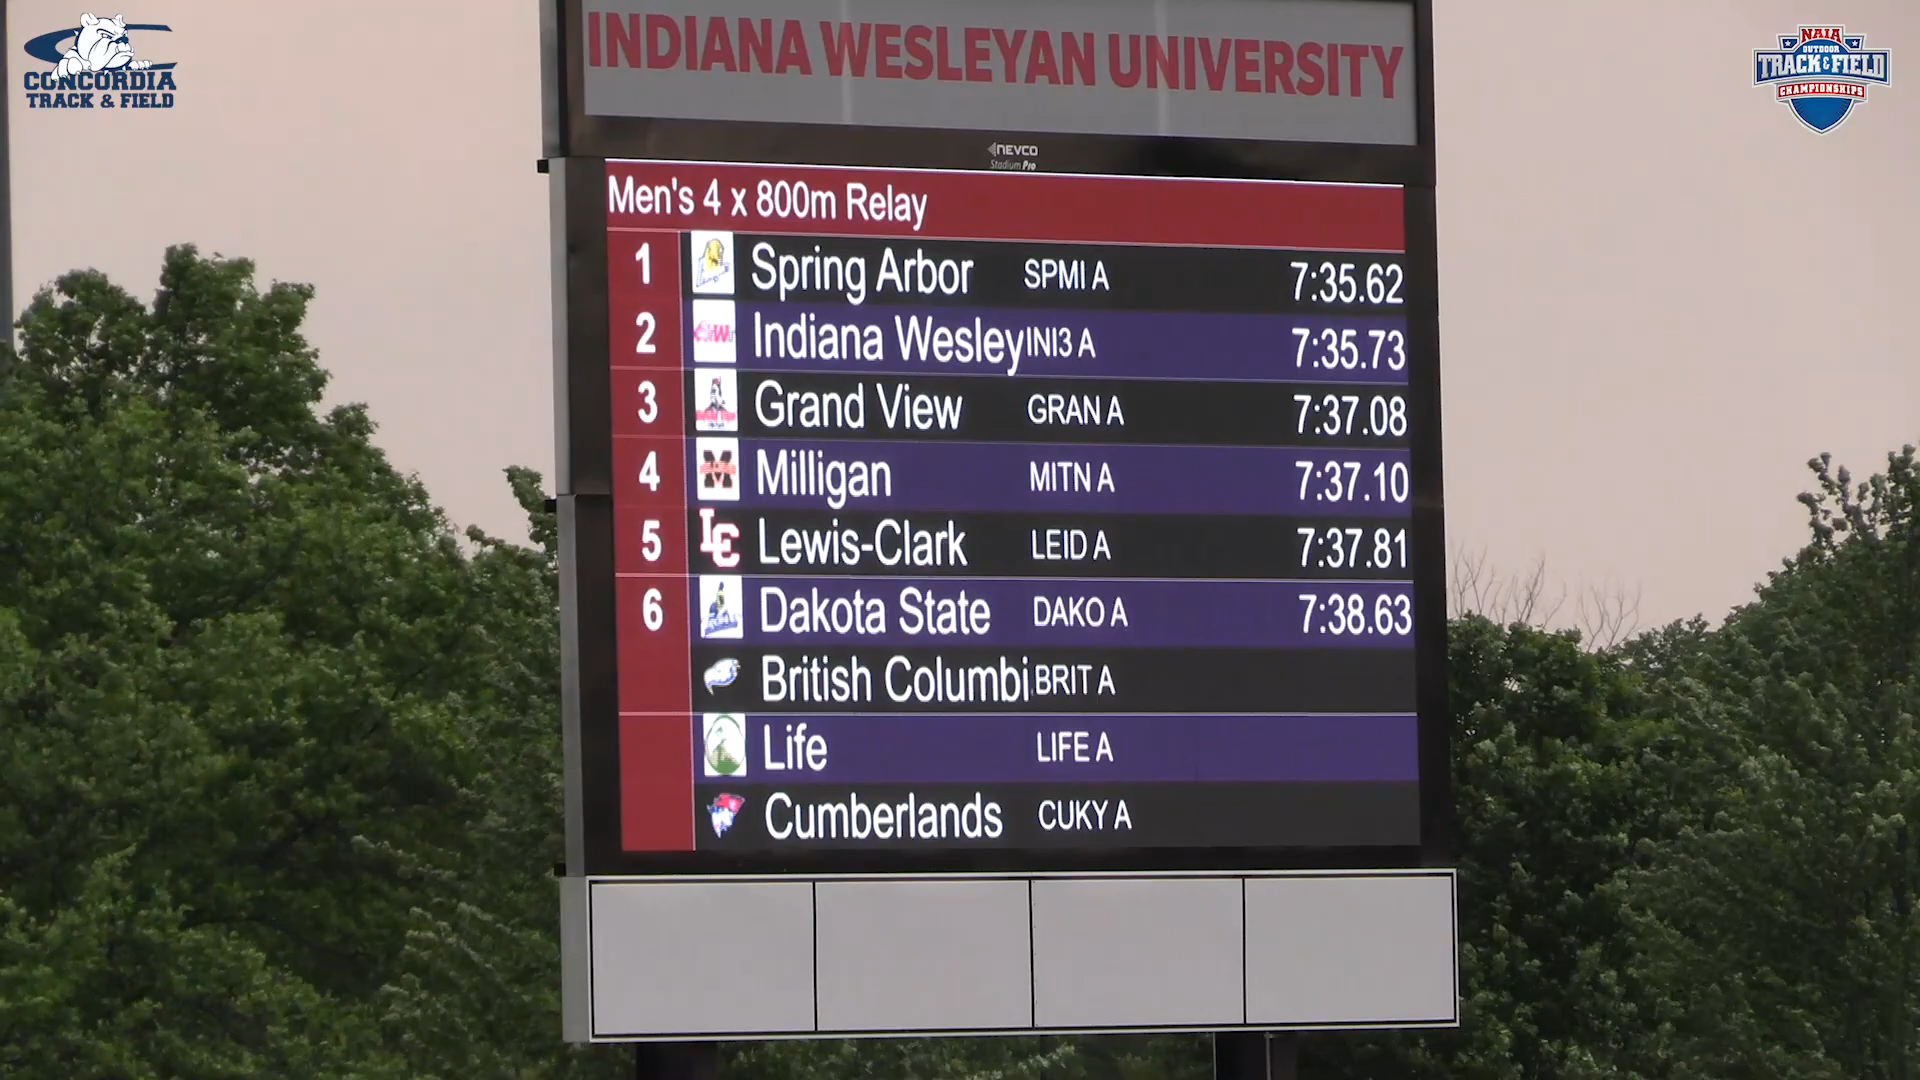 CONCORDIA
TRACK & FIELD
NAIA
OUTDOOR
TRACK & FIELD
CHAMPIONSHIPS
INDIANA WESLEYAN UNIVERSITY
NEVCO
Stadium Pro
Men's 4 x 800m Relay
1 Spring Arbor SPMI A 7:35.62
2 Indiana Wesley INI3 A 7:35.73
3 Grand View GRAN A 7:37.08
4 Milligan MITN A 7:37.10
5 LC Lewis-Clark LEID A 7:37.81
6 Dakota State DAKO A 7:38.63
British Columbi BRIT A
Life LIFE A
Cumberlands CUKY A